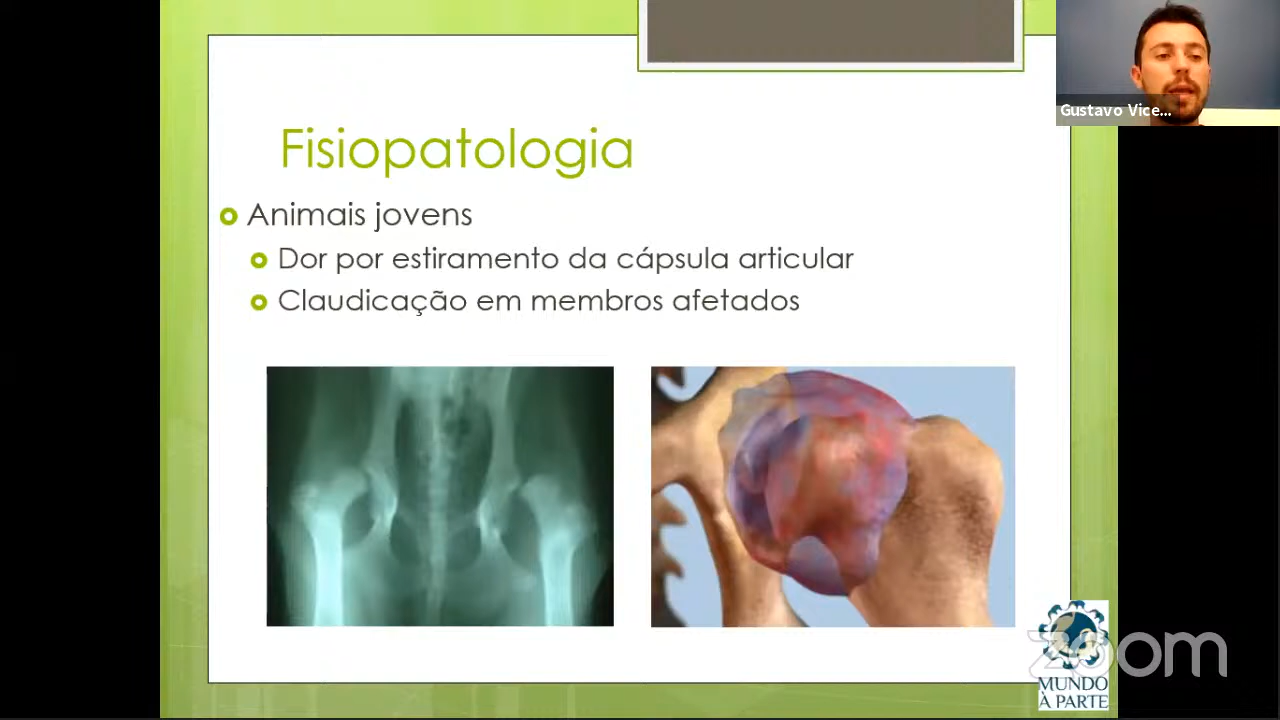 Gustavo Vice...
Fisiopatologia
Animais jovens
Dor por estiramento da cápsula articular
Claudicação em membros afetados
zoom
MUNDO
À PARTE